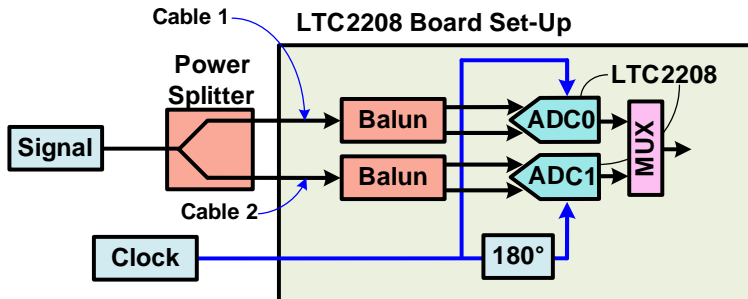 Cable 1
LTC2208 Board Set-Up
Power
Splitter
LTC2208
Balun
ADC0
Signal
MUX
Balun
ADC1
Cable 2
Clock
180°